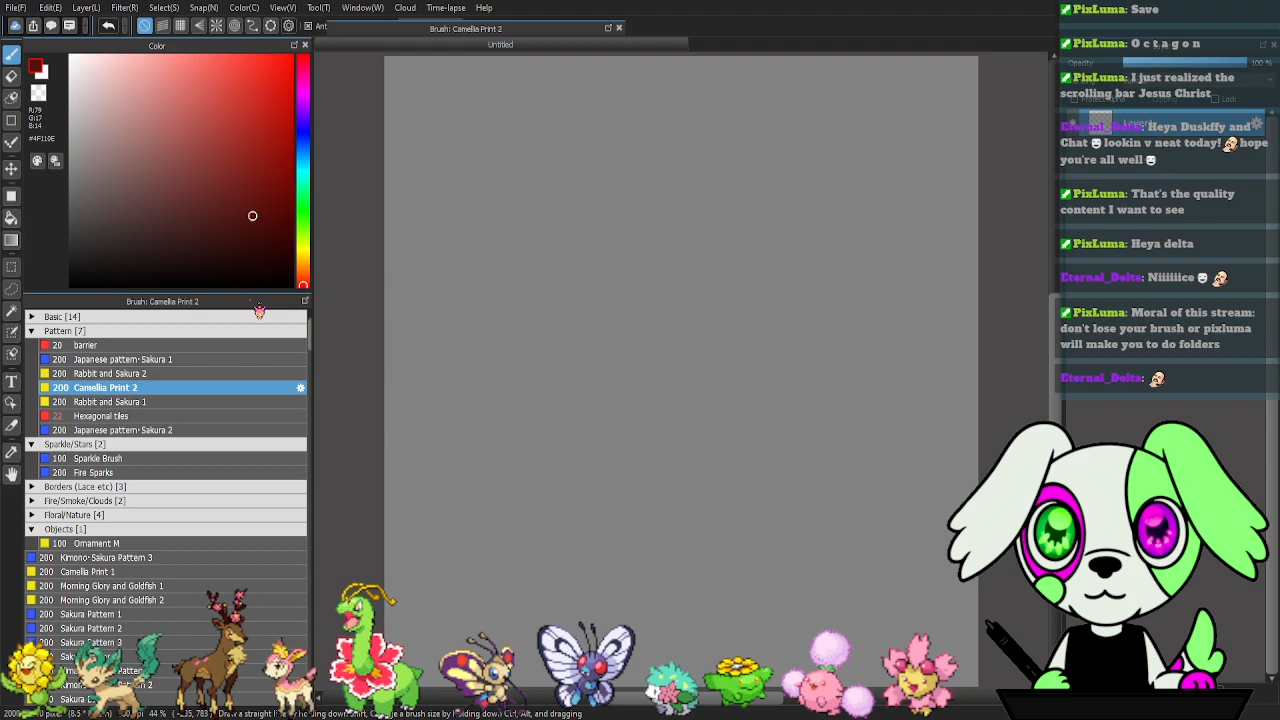 File(F) Edit(E) Layer(L) Filter(R) Select(S) Snap(N) Color(C) View(V) Tool(T) Window(W) Cloud Time-lapse Help
Brush: Camellia Print 2
Color
Untitled
R:79
G:17
B:14
#4F110E
Brush: Camellia Print 2
Basic [14]
Pattern [7]
20 barrier
200 Japanese pattern·Sakura 1
200 Rabbit and Sakura 2
200 Camellia Print 2
200 Rabbit and Sakura 1
22 Hexagonal tiles
200 Japanese pattern·Sakura 2
Sparkle/Stars [2]
100 Sparkle Brush
200 Fire Sparks
Borders (Lace etc) [3]
Fire/Smoke/Clouds [2]
Floral/Nature [4]
Objects [1]
100 Ornament M
200 Kimono·Sakura Pattern 3
200 Camellia Print 1
200 Morning Glory and Goldfish 1
200 Morning Glory and Goldfish 2
200 Sakura Pattern 1
200 Sakura Pattern 2
200 Sakura Pattern 3
PixLuma: Save
PixLuma: O c t a g o n
Opacity 100 %
PixLuma: I just realized the
scrolling bar Jesus Christ
Clipping Lock
Eternal_Delta: Heya Duskffy and
Chat lookin v neat today! hope
you're all well
PixLuma: That's the quality
content I want to see
PixLuma: Heya delta
Eternal_Delta: Niiiiiice
PixLuma: Moral of this stream:
don't lose your brush or pixluma
will make you to do folders
Eternal_Delta: